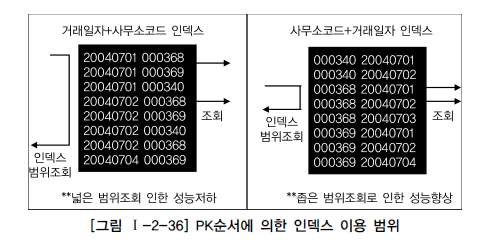 거래일자+사무소코드 인덱스
20040701 000368
20040701 000369
20040701 000340
20040702 000368
20040702 000369
20040702 000340
20040702 000368
20040704 000369
조회
인덱스
범위조회
**넓은 범위조회 인한 성능저하
사무소코드+거래일자 인덱스
000340 20040701
000340 20040702
000368 20040701
000368 20040702
000368 20040703
000369 20040701
000369 20040702
000369 20040704
조회
인덱스
범위조회
**좁은 범위조회로 인한 성능향상
[그림 Ⅰ-2-36] PK순서에 의한 인덱스 이용 범위